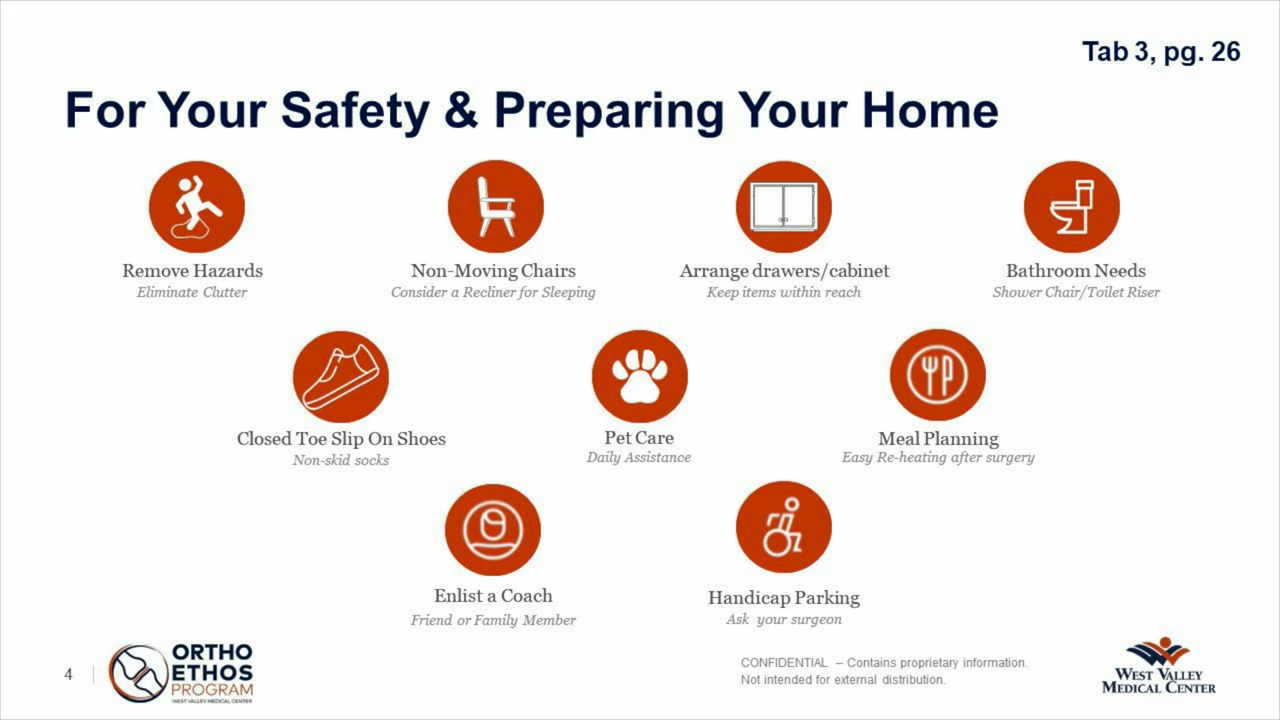 Tab 3, pg. 26
For Your Safety & Preparing Your Home
Remove Hazards
Eliminate Clutter
Non-Moving Chairs
Consider a Recliner for Sleeping
Arrange drawers/cabinet
Keep items within reach
Bathroom Needs
Shower Chair/Toilet Riser
Closed Toe Slip On Shoes
Non-skid socks
Pet Care
Daily Assistance
Meal Planning
Easy Re-heating after surgery
Enlist a Coach
Friend or Family Member
Handicap Parking
Ask your surgeon
4
ORTHO
ETHOS
PROGRAM
WEST VALLEY MEDICAL CENTER
CONFIDENTIAL – Contains proprietary information.
Not intended for external distribution.
WEST VALLEY
MEDICAL CENTER